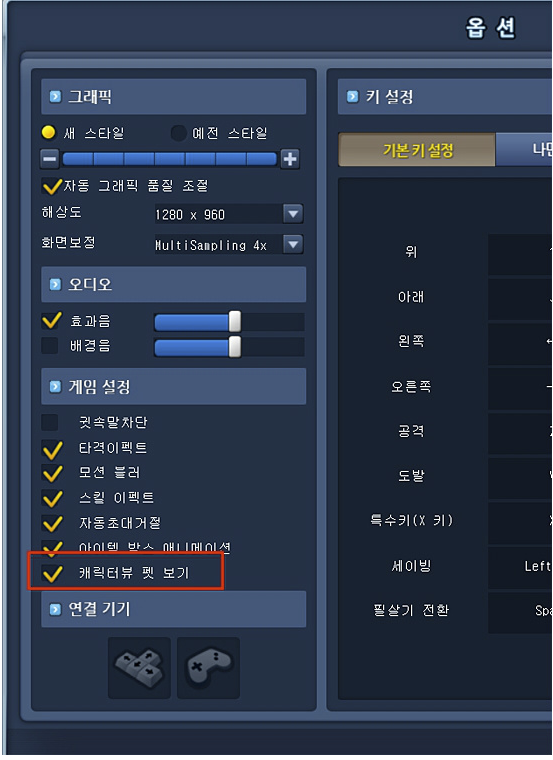 옵 션
그래픽
새 스타일 예전 스타일
자동 그래픽 품질 조절
해상도 1280 x 960
화면보정 MultiSampling 4x
오디오
효과음
배경음
게임 설정
귓속말차단
타격이펙트
모션 블러
스킬 이펙트
자동초대거절
아이템 박스 애니메이션
캐릭터뷰 펫 보기
연결 기기
키 설정
기본 키 설정
위
아래
왼쪽
오른쪽
공격
도발
특수키(X 키)
세이빙 Left
필살기 전환 Spa